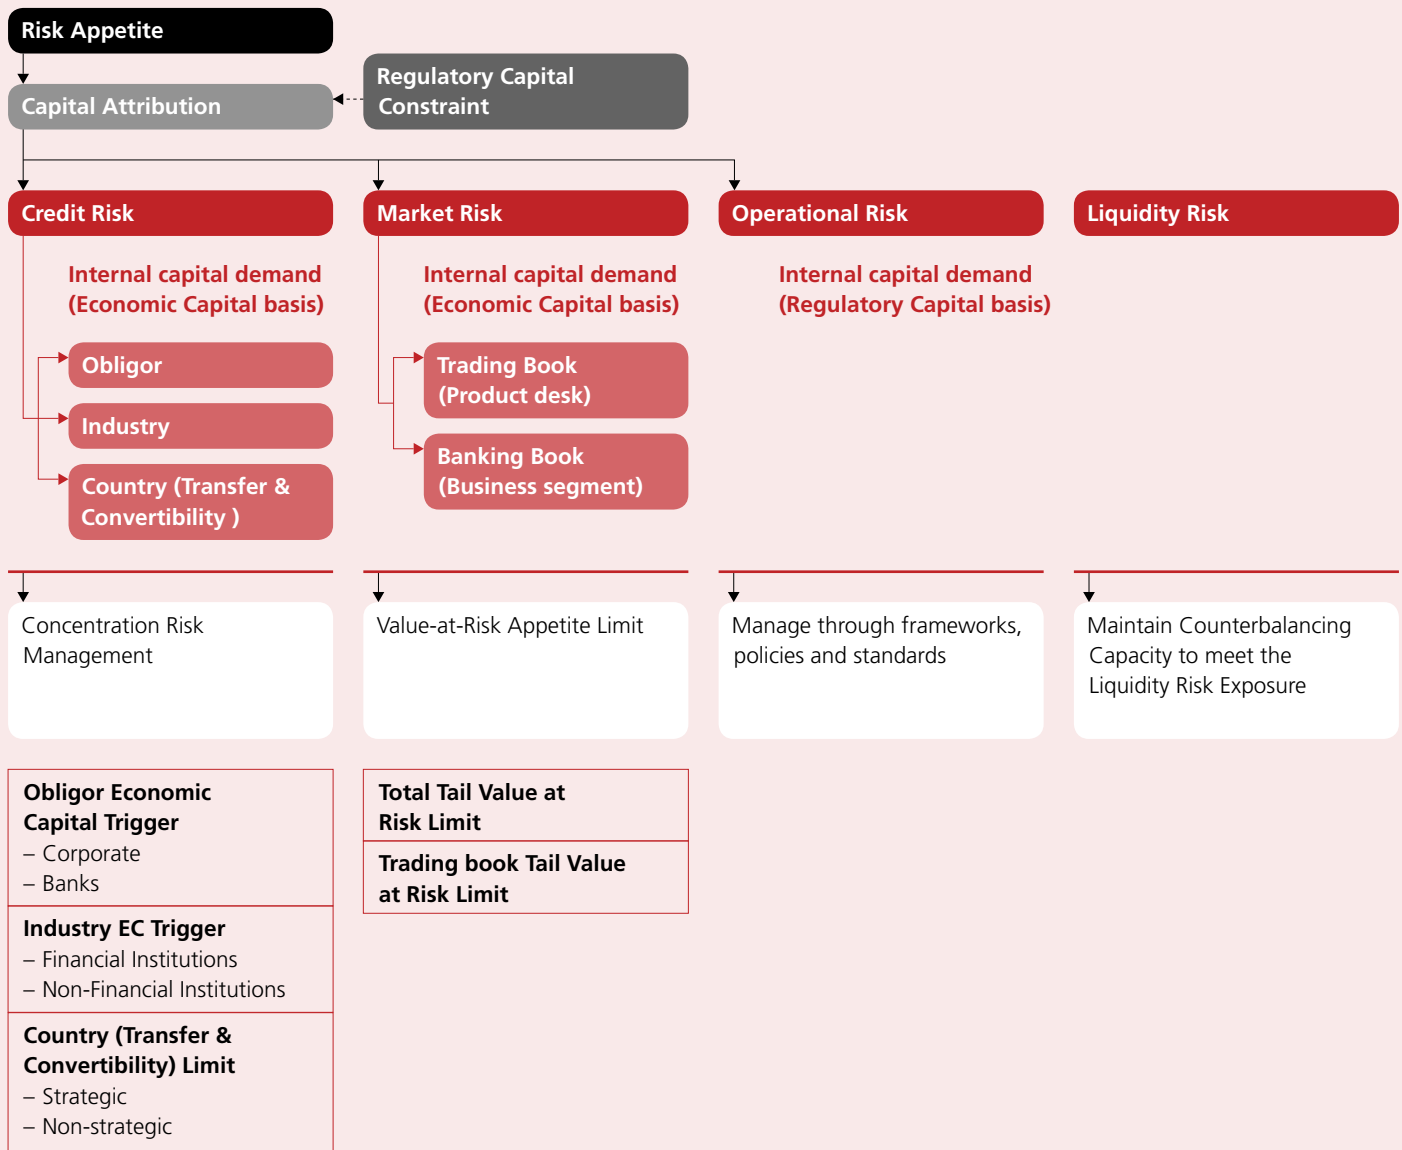 Risk Appetite
Capital Attribution
Regulatory Capital
Constraint
Credit Risk
Internal capital demand
(Economic Capital basis)
Obligor
Industry
Country (Transfer &
Convertibility )
Concentration Risk
Management
Obligor Economic
Capital Trigger
– Corporate
– Banks
Industry EC Trigger
– Financial Institutions
– Non-Financial Institutions
Country (Transfer &
Convertibility) Limit
– Strategic
– Non-strategic
Market Risk
Internal capital demand
(Economic Capital basis)
Trading Book
(Product desk)
Banking Book
(Business segment)
Value-at-Risk Appetite Limit
Total Tail Value at
Risk Limit
Trading book Tail Value
at Risk Limit
Operational Risk
Internal capital demand
(Regulatory Capital basis)
Manage through frameworks,
policies and standards
Liquidity Risk
Maintain Counterbalancing
Capacity to meet the
Liquidity Risk Exposure